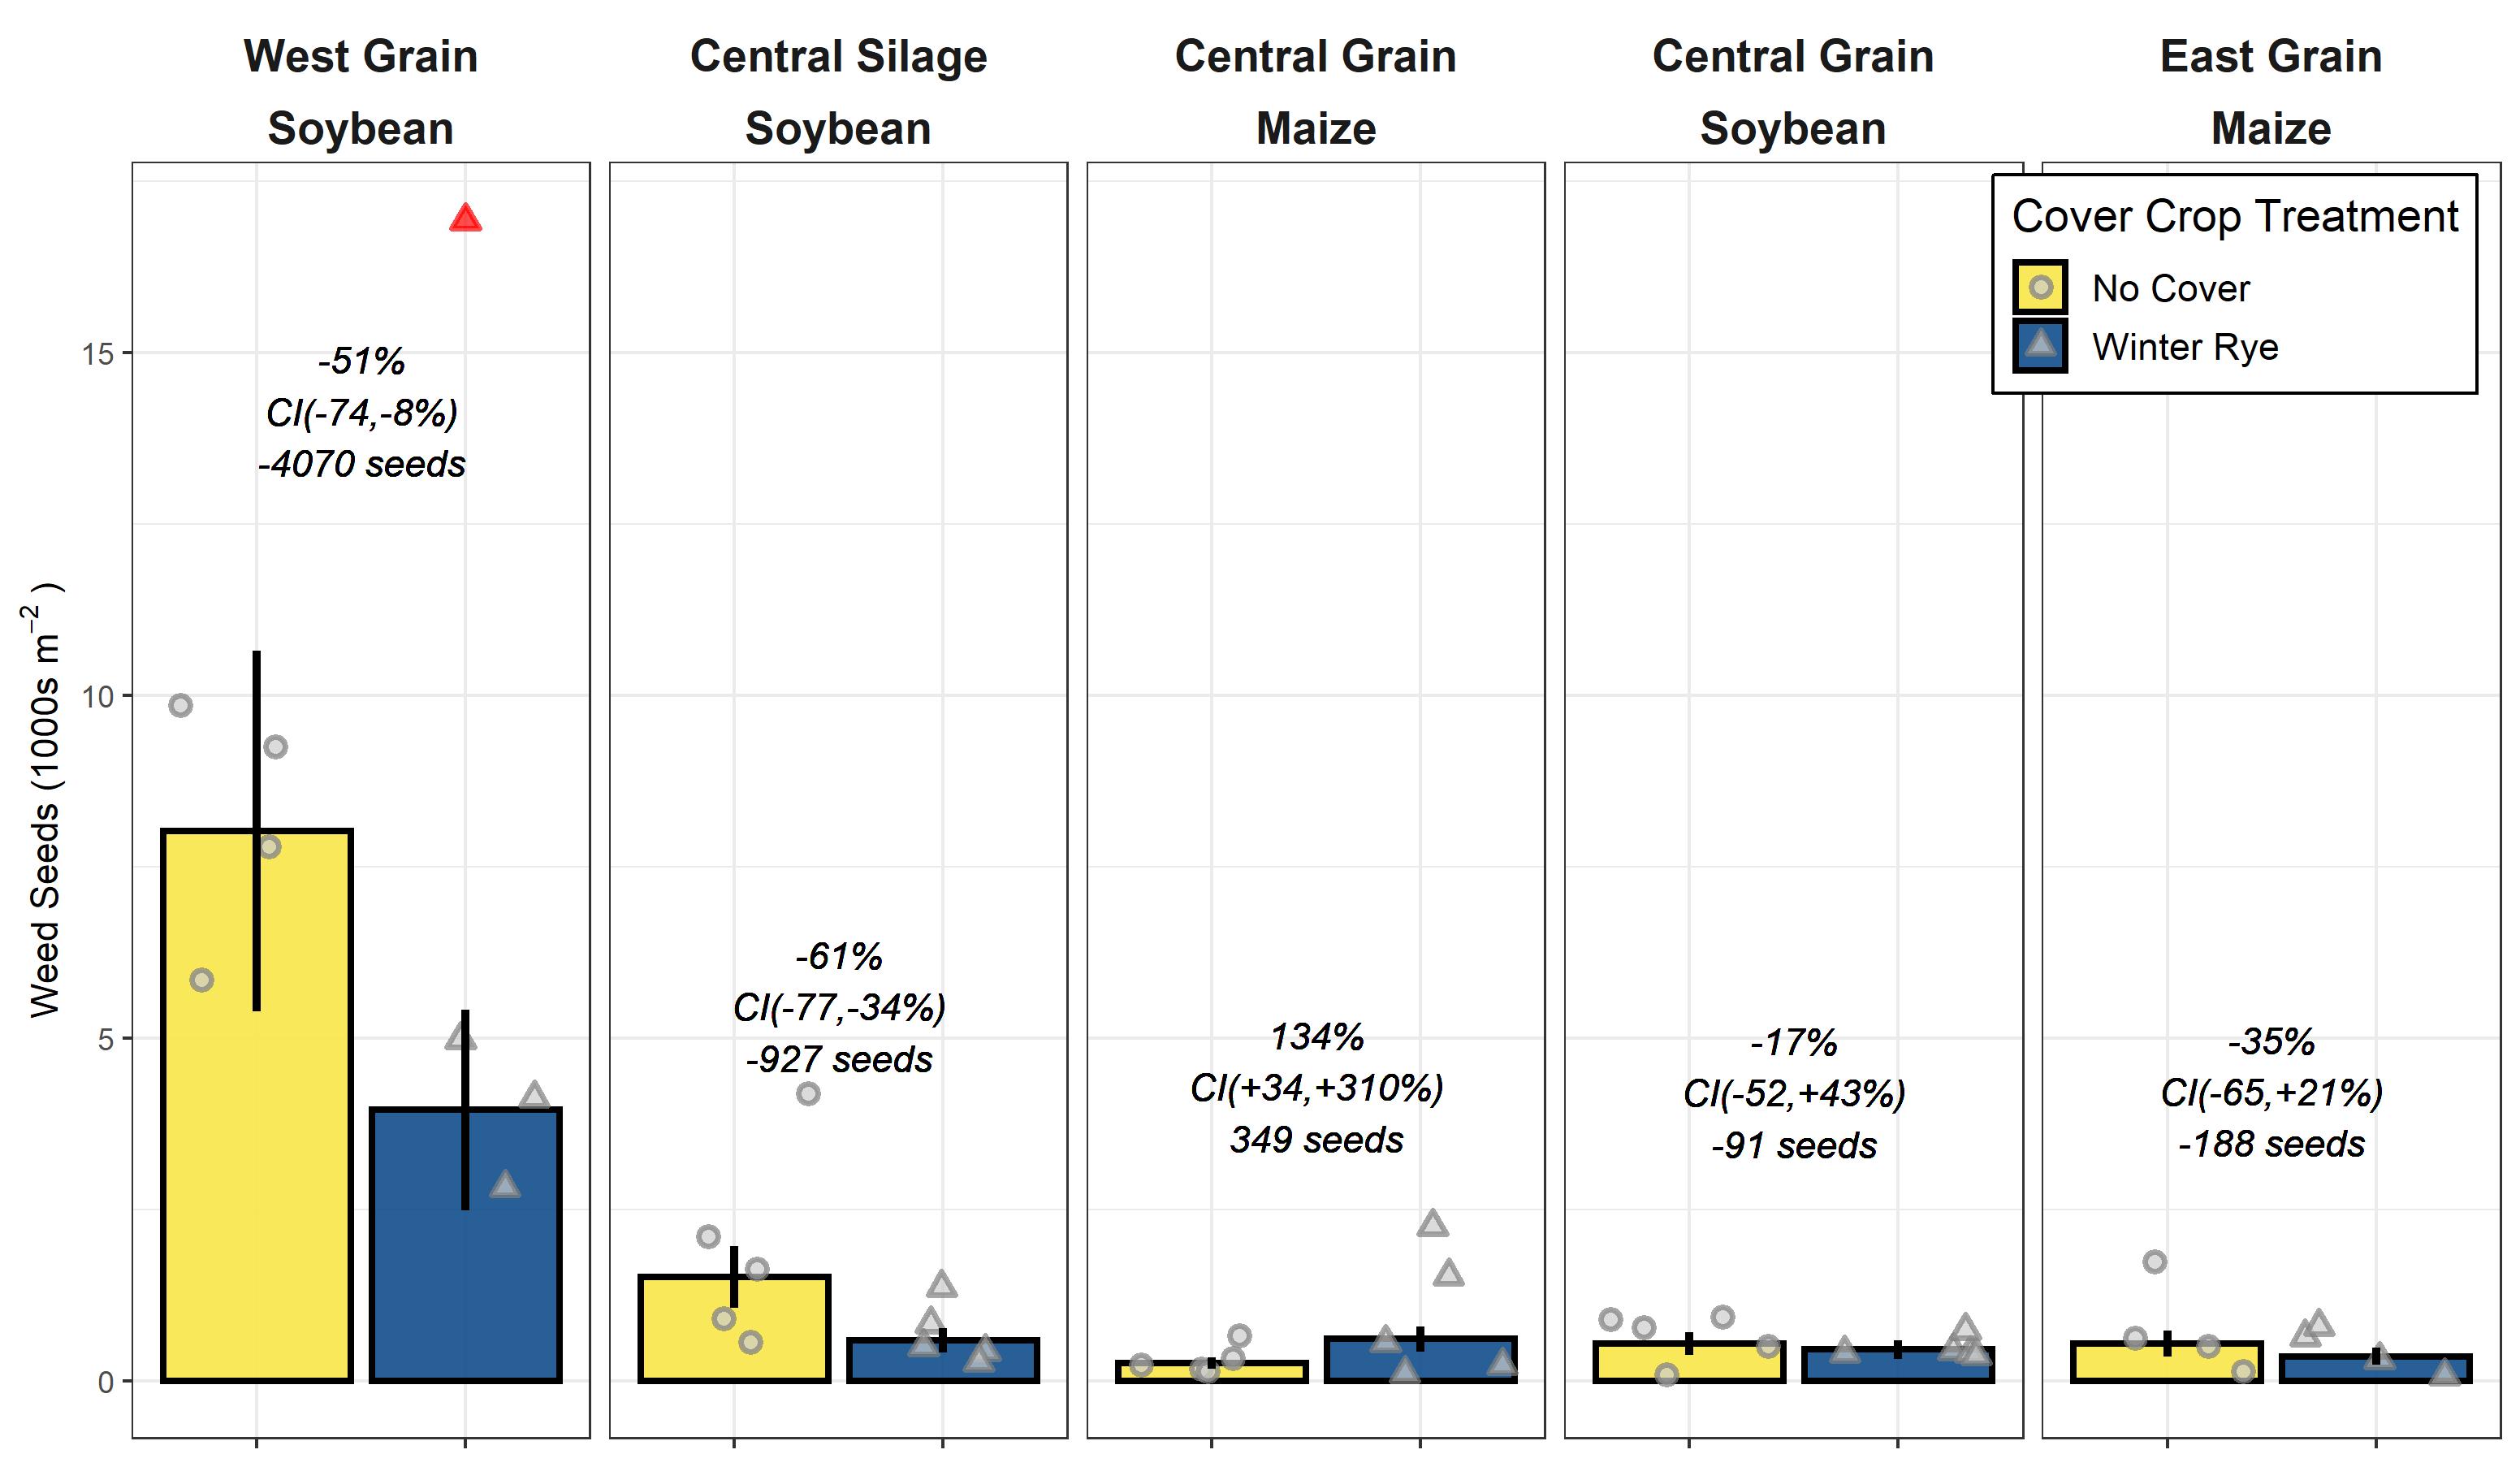 West Grain
Soybean
Central Silage
Soybean
Central Grain
Maize
Central Grain
Soybean
East Grain
Maize
Weed Seeds (1000s m⁻²)
15
10
5
0
-51%
CI(-74,-8%)
-4070 seeds
-61%
CI(-77,-34%)
-927 seeds
134%
CI(+34,+310%)
349 seeds
-17%
CI(-52,+43%)
-91 seeds
-35%
CI(-65,+21%)
-188 seeds
Cover Crop Treatment
No Cover
Winter Rye